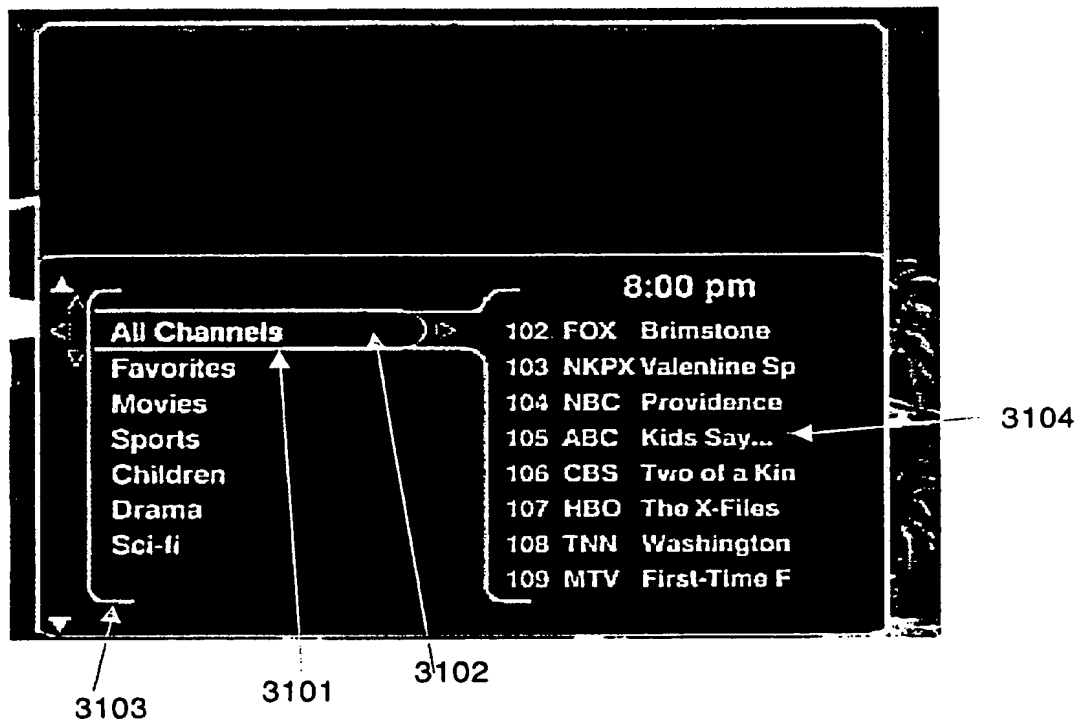 8:00 pm
All Channels
Favorites
Movies
Sports
Children
Drama
Sci-fi
102 FOX Brimstone
103 NKPX Valentine Sp
104 NBC Providence
105 ABC Kids Say...
106 CBS Two of a Kin
107 HBO The X-Files
108 TNN Washington
109 MTV First-Time F
3104
3103
3101
3102